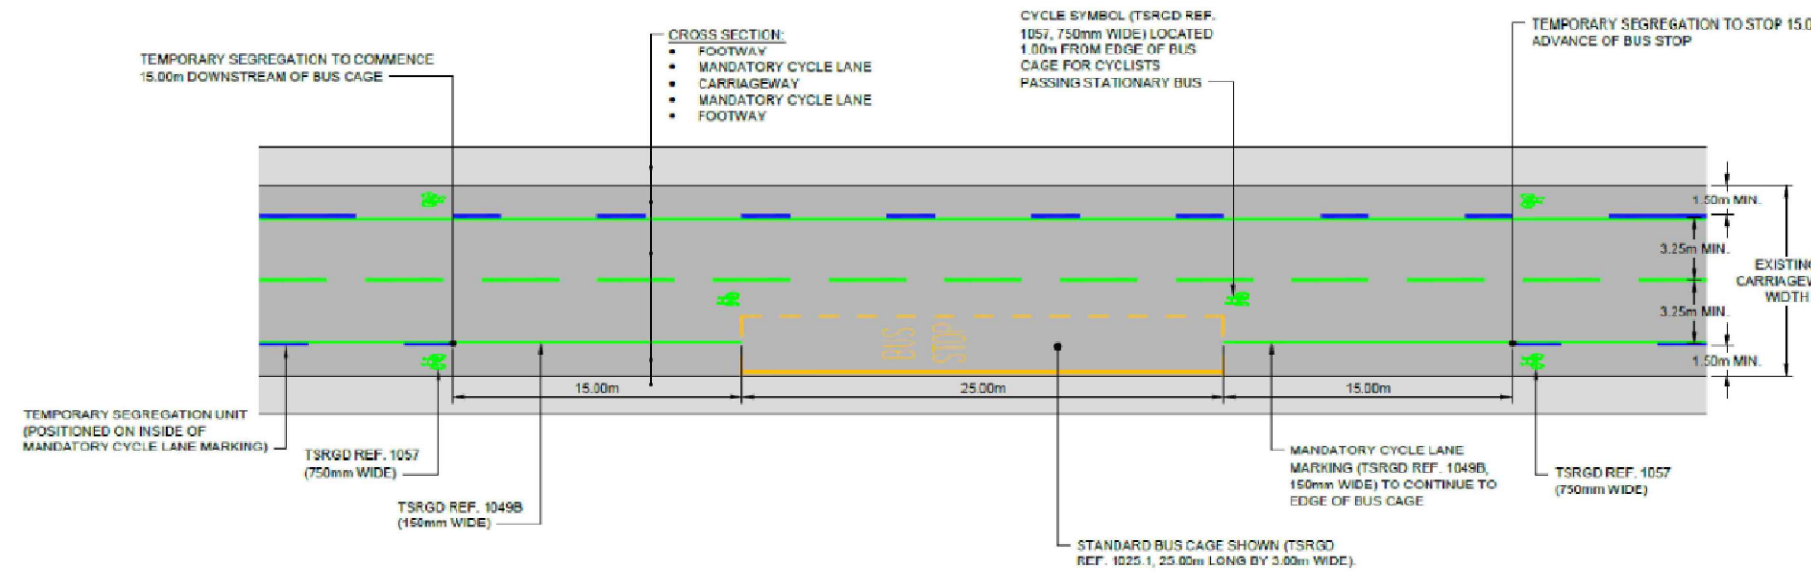 TEMPORARY SEGREGATION TO COMMENCE
15.00m DOWNSTREAM OF BUS CAGE
CROSS SECTION:
• FOOTWAY
• MANDATORY CYCLE LANE
• CARRIAGEWAY
• MANDATORY CYCLE LANE
• FOOTWAY
CYCLE SYMBOL (TSRGD REF.
1057, 750mm WIDE) LOCATED
1.00m FROM EDGE OF BUS
CAGE FOR CYCLISTS
PASSING STATIONARY BUS
TEMPORARY SEGREGATION TO STOP 15.0
ADVANCE OF BUS STOP
1.50m MIN.
3.25m MIN.
EXISTING
CARRIAGEW
WIDTH
3.25m MIN.
1.50m MIN.
BUS
STOP
15.00m
25.00m
15.00m
TEMPORARY SEGREGATION UNIT
(POSITIONED ON INSIDE OF
MANDATORY CYCLE LANE MARKING)
TSRGD REF. 1057
(750mm WIDE)
TSRGD REF. 1049B
(150mm WIDE)
MANDATORY CYCLE LANE
MARKING (TSRGD REF. 1049B,
150mm WIDE) TO CONTINUE TO
EDGE OF BUS CAGE
TSRGD REF. 1057
(750mm WIDE)
STANDARD BUS CAGE SHOWN (TSRGD
REF. 1025.1, 25.00m LONG BY 3.00m WIDE).